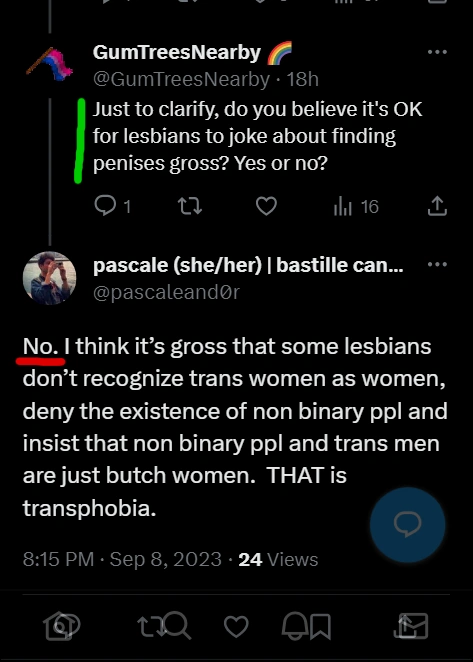 GumTreesNearby 🌈
@GumTreesNearby · 18h
Just to clarify, do you believe it's OK
for lesbians to joke about finding
penises gross? Yes or no?
1 16
pascale (she/her) | bastille can...
@pascaleand0r
No. I think it's gross that some lesbians
don't recognize trans women as women,
deny the existence of non binary ppl and
insist that non binary ppl and trans men
are just butch women.  THAT is
transphobia.
8:15 PM · Sep 8, 2023 · 24 Views